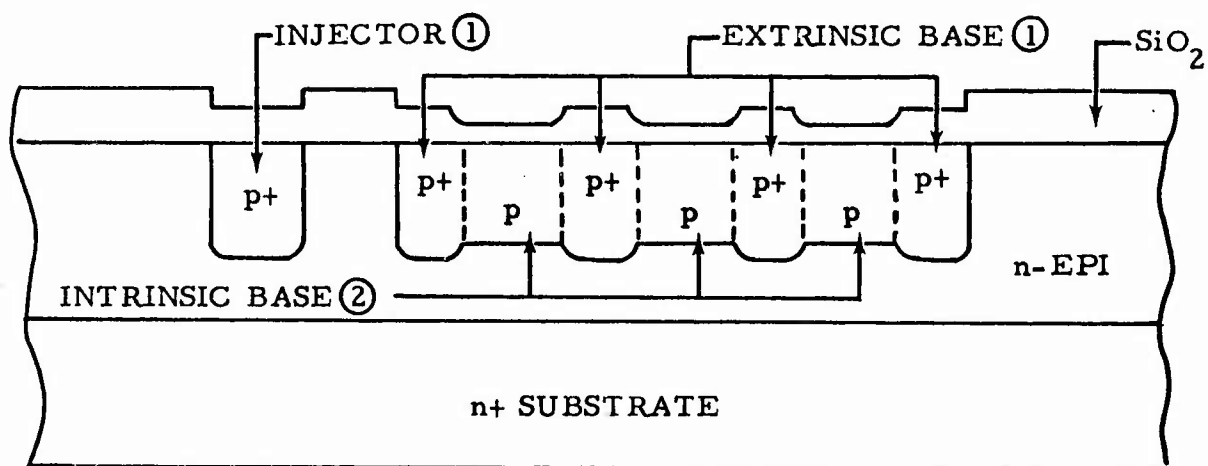 INJECTOR ①
EXTRINSIC BASE ①
SiO₂
p+
p+
p
p+
p
p+
p
p+
n-EPI
INTRINSIC BASE ②
n+ SUBSTRATE